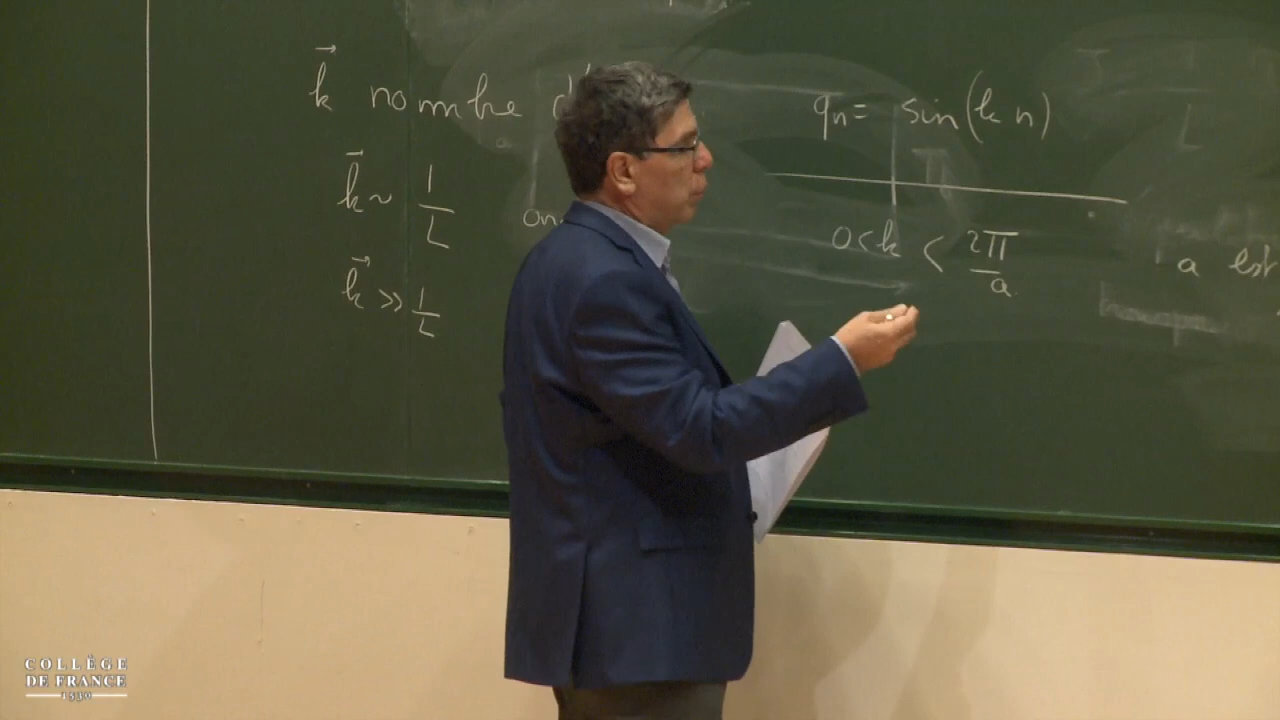 k⃗ nombre d'
k⃗ ~ 1/L
k⃗ >> 1/L
on
qn = sin(k n)
0 < k < 2π/a
a est
COLLÈGE
DE FRANCE
1530